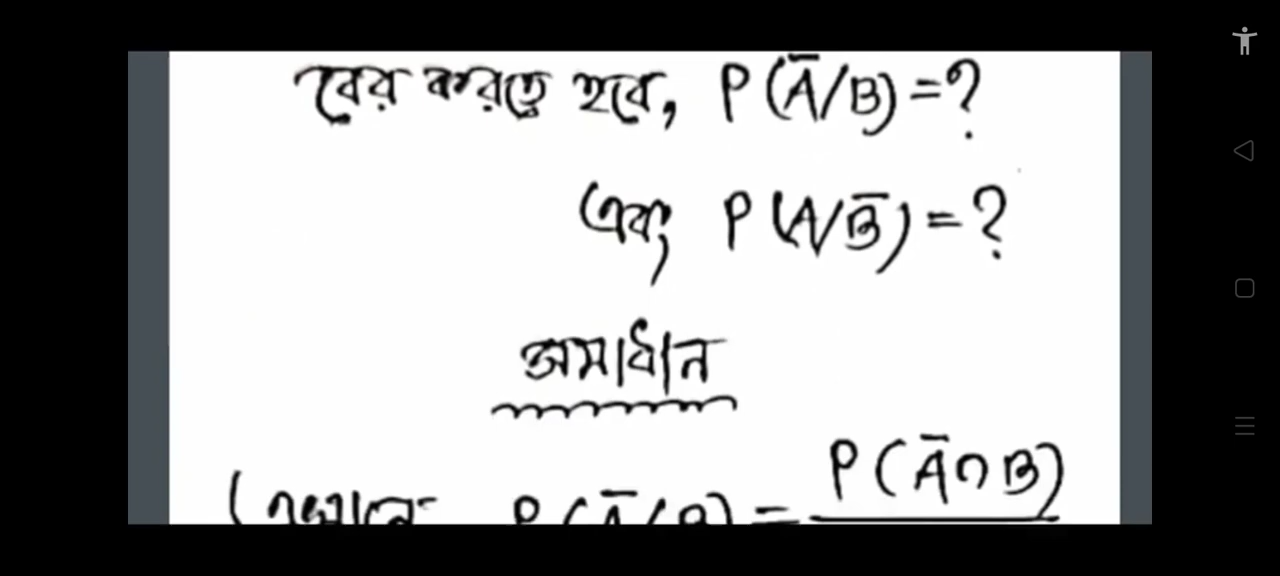 বের করতে হবে, P(Ā/B)=?
এবং P(A/B̄)=?
সমাধান
P(Ā∩B)
P(Ā/B) =